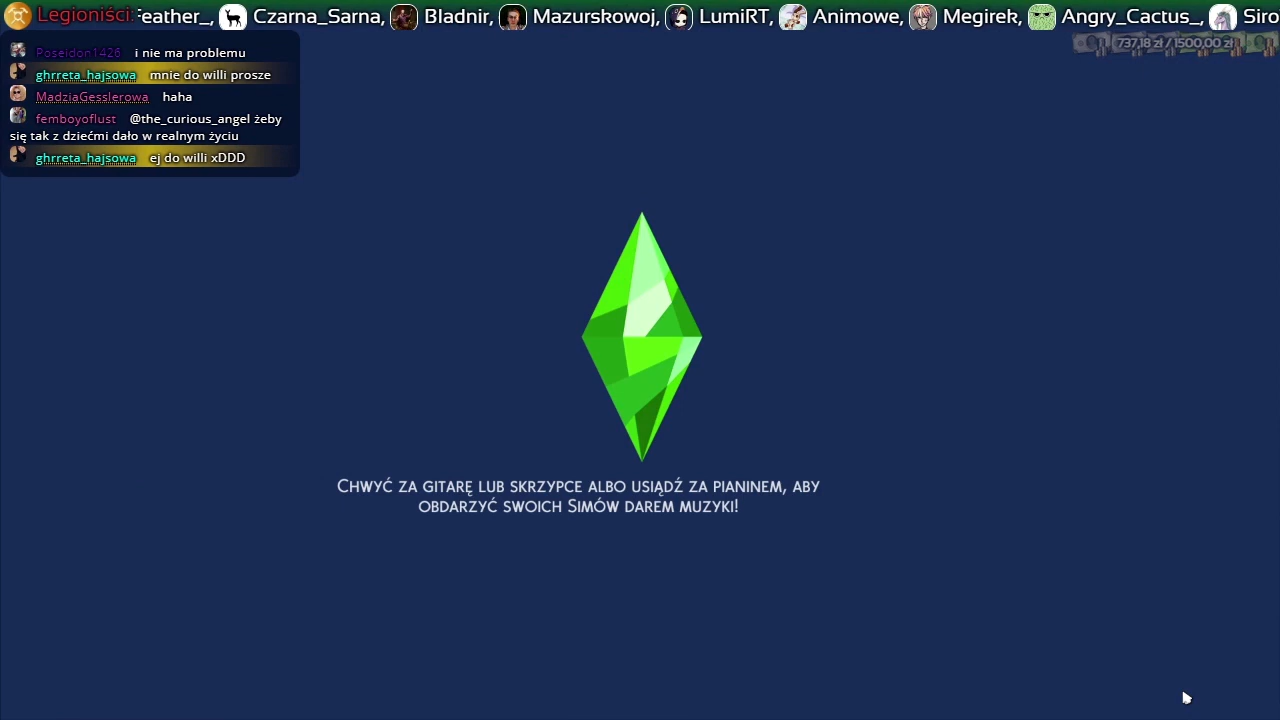 Legioniści: Feather_, Czarna_Sarna, Bladnir, Mazurskowoj, LumiRT, Animowe, Megirek, Angry_Cactus_, Siro
737,18 zł / 1500,00 zł
Poseidon1426 i nie ma problemu
ghrreta_hajsowa mnie do willi prosze
MadziaGesslerowa haha
femboyoflust @the_curious_angel żeby
się tak z dziećmi dało w realnym życiu
ghrreta_hajsowa ej do willi xDDD
Chwyć za gitarę lub skrzypce albo usiądź za pianinem, aby
obdarzyć swoich Simów darem muzyki!